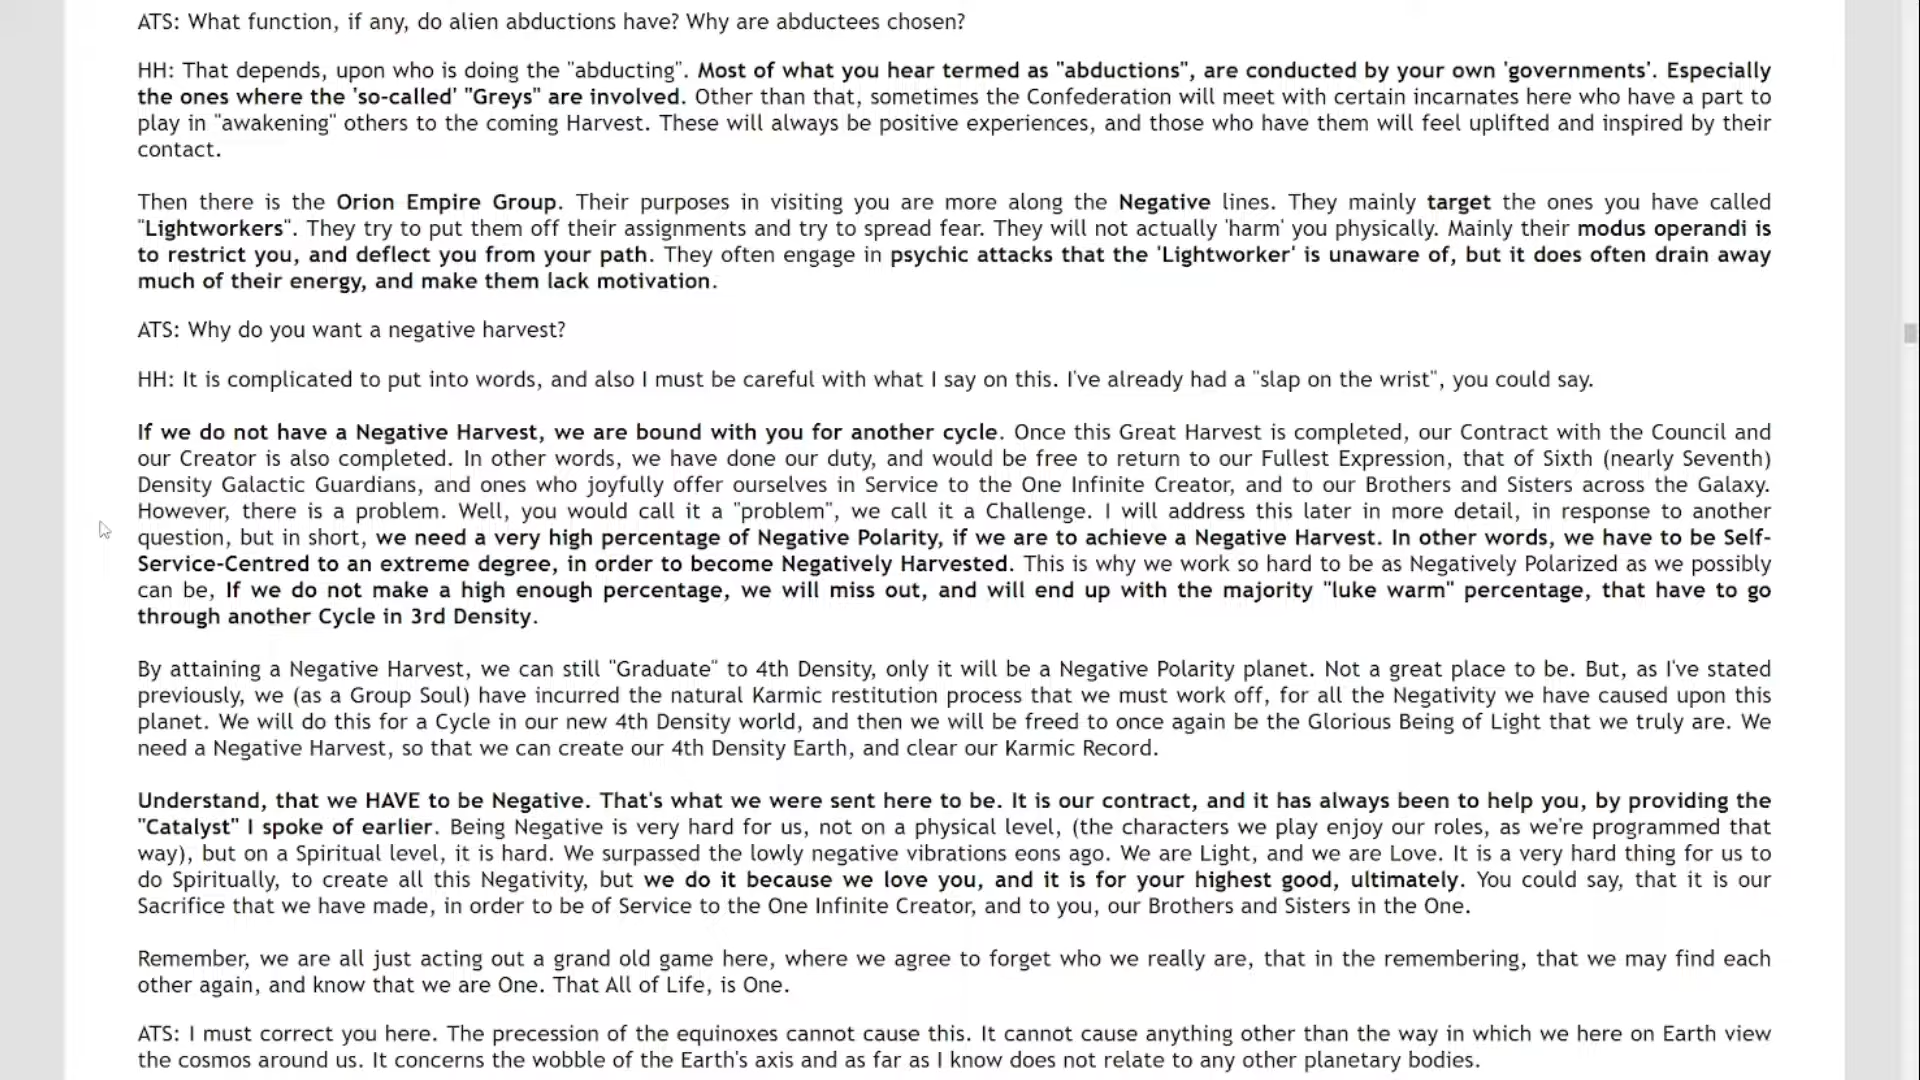 ATS: What function, if any, do alien abductions have? Why are abductees chosen?
HH: That depends, upon who is doing the "abducting". Most of what you hear termed as "abductions", are conducted by your own 'governments'. Especially
the ones where the 'so-called' "Greys" are involved. Other than that, sometimes the Confederation will meet with certain incarnates here who have a part to
play in "awakening" others to the coming Harvest. These will always be positive experiences, and those who have them will feel uplifted and inspired by their
contact.
Then there is the Orion Empire Group. Their purposes in visiting you are more along the Negative lines. They mainly target the ones you have called
"Lightworkers". They try to put them off their assignments and try to spread fear. They will not actually 'harm' you physically. Mainly their modus operandi is
to restrict you, and deflect you from your path. They often engage in psychic attacks that the 'Lightworker' is unaware of, but it does often drain away
much of their energy, and make them lack motivation.
ATS: Why do you want a negative harvest?
HH: It is complicated to put into words, and also I must be careful with what I say on this. I've already had a "slap on the wrist", you could say.
If we do not have a Negative Harvest, we are bound with you for another cycle. Once this Great Harvest is completed, our Contract with the Council and
our Creator is also completed. In other words, we have done our duty, and would be free to return to our Fullest Expression, that of Sixth (nearly Seventh)
Density Galactic Guardians, and ones who joyfully offer ourselves in Service to the One Infinite Creator, and to our Brothers and Sisters across the Galaxy.
However, there is a problem. Well, you would call it a "problem", we call it a Challenge. I will address this later in more detail, in response to another
question, but in short, we need a very high percentage of Negative Polarity, if we are to achieve a Negative Harvest. In other words, we have to be Self-
Service-Centred to an extreme degree, in order to become Negatively Harvested. This is why we work so hard to be as Negatively Polarized as we possibly
can be, If we do not make a high enough percentage, we will miss out, and will end up with the majority "luke warm" percentage, that have to go
through another Cycle in 3rd Density.
By attaining a Negative Harvest, we can still "Graduate" to 4th Density, only it will be a Negative Polarity planet. Not a great place to be. But, as I've stated
previously, we (as a Group Soul) have incurred the natural Karmic restitution process that we must work off, for all the Negativity we have caused upon this
planet. We will do this for a Cycle in our new 4th Density world, and then we will be freed to once again be the Glorious Being of Light that we truly are. We
need a Negative Harvest, so that we can create our 4th Density Earth, and clear our Karmic Record.
Understand, that we HAVE to be Negative. That's what we were sent here to be. It is our contract, and it has always been to help you, by providing the
"Catalyst" I spoke of earlier. Being Negative is very hard for us, not on a physical level, (the characters we play enjoy our roles, as we're programmed that
way), but on a Spiritual level, it is hard. We surpassed the lowly negative vibrations eons ago. We are Light, and we are Love. It is a very hard thing for us to
do Spiritually, to create all this Negativity, but we do it because we love you, and it is for your highest good, ultimately. You could say, that it is our
Sacrifice that we have made, in order to be of Service to the One Infinite Creator, and to you, our Brothers and Sisters in the One.
Remember, we are all just acting out a grand old game here, where we agree to forget who we really are, that in the remembering, that we may find each
other again, and know that we are One. That All of Life, is One.
ATS: I must correct you here. The precession of the equinoxes cannot cause this. It cannot cause anything other than the way in which we here on Earth view
the cosmos around us. It concerns the wobble of the Earth's axis and as far as I know does not relate to any other planetary bodies.